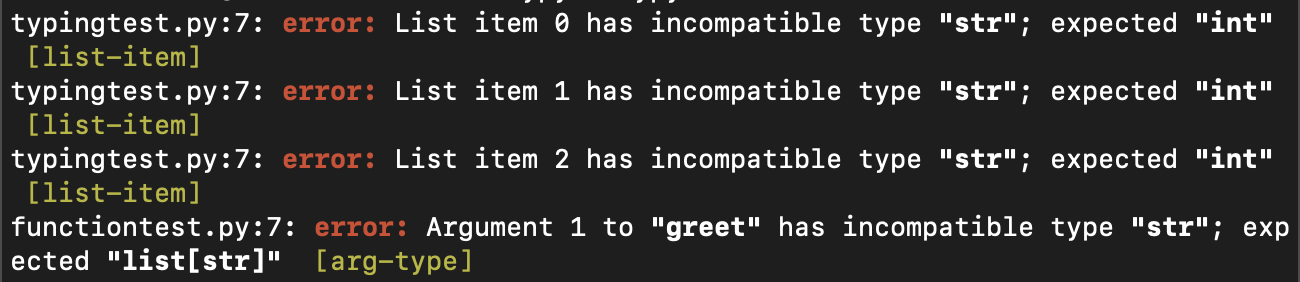 typingtest.py:7: error: List item 0 has incompatible type "str"; expected "int"
[list-item]
typingtest.py:7: error: List item 1 has incompatible type "str"; expected "int"
[list-item]
typingtest.py:7: error: List item 2 has incompatible type "str"; expected "int"
[list-item]
functiontest.py:7: error: Argument 1 to "greet" has incompatible type "str"; exp
ected "list[str]"  [arg-type]